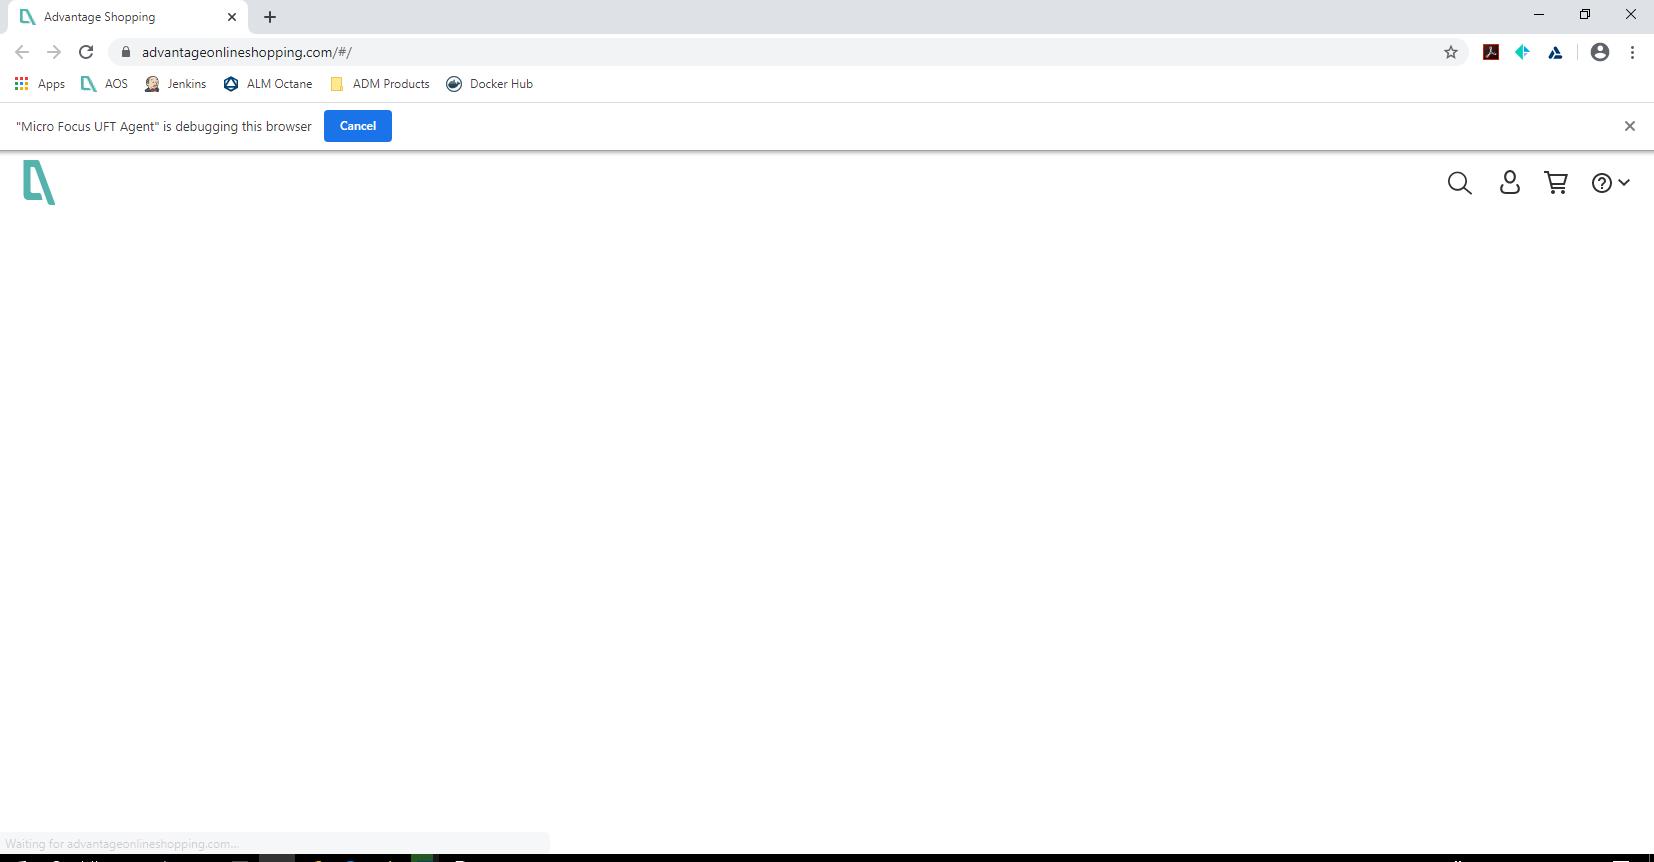 Advantage Shopping
advantageonlineshopping.com/#/
Apps AOS Jenkins ALM Octane ADM Products Docker Hub
"Micro Focus UFT Agent" is debugging this browser Cancel
Waiting for advantageonlineshopping.com...